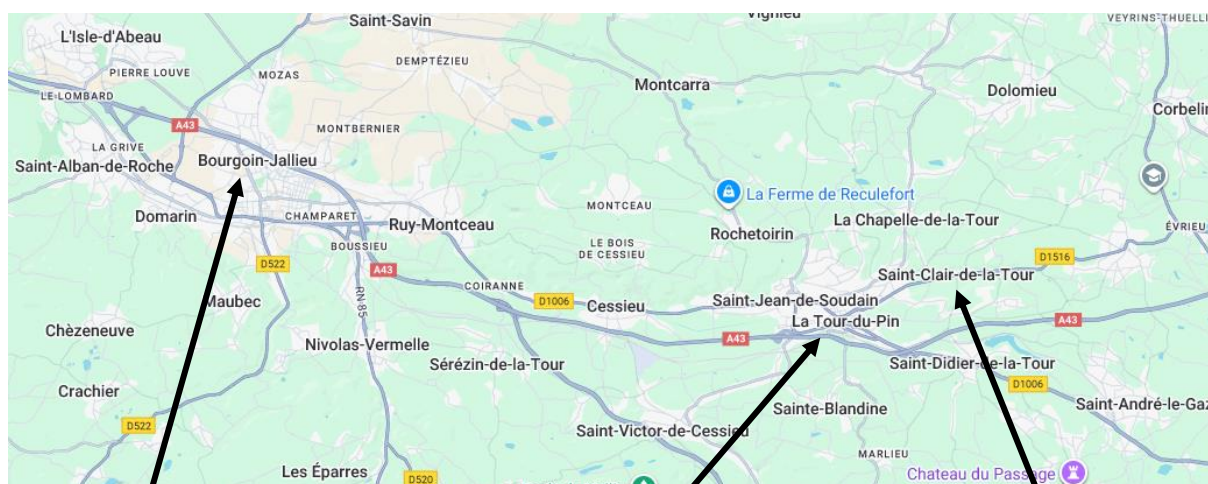 Saint-Savin
Vignieu
VEYRINS-THUELLI
L'Isle-d'Abeau
PIERRE LOUVE
MOZAS
DEMPTÉZIEU
Montcarra
Dolomieu
LE LOMBARD
Corbelin
A43
MONTBERNIER
LA GRIVE
Saint-Alban-de-Roche
Bourgoin-Jallieu
La Ferme de Reculefort
MONTCEAU
Domarin
CHAMPARET
Ruy-Montceau
La Chapelle-de-la-Tour
ÉVRIEU
Rochetoirin
BOUSSIEU
LE BOIS
DE CESSIEU
D522
A43
D1516
Saint-Clair-de-la-Tour
COIRANNE
Maubec
RN 85
D1006
Cessieu
Saint-Jean-de-Soudain
La Tour-du-Pin
A43
Chèzeneuve
Nivolas-Vermelle
A43
Sérézin-de-la-Tour
Saint-Didier-de-la-Tour
D1006
Crachier
Sainte-Blandine
Saint-André-le-Gaz
D522
Saint-Victor-de-Cessieu
MARLIEU
Les Éparres
D520
Chateau du Passage